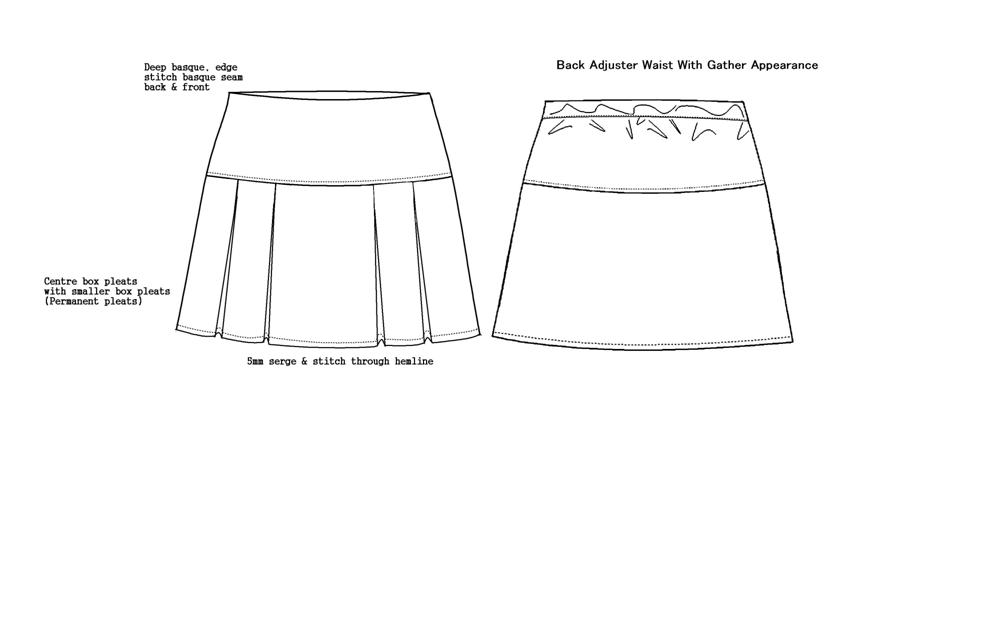 Deep basque, edge
stitch basque seam
back & front
Back Adjuster Waist With Gather Appearance
Centre box pleats
with smaller box pleats
(Permanent pleats)
5mm serge & stitch through hemline